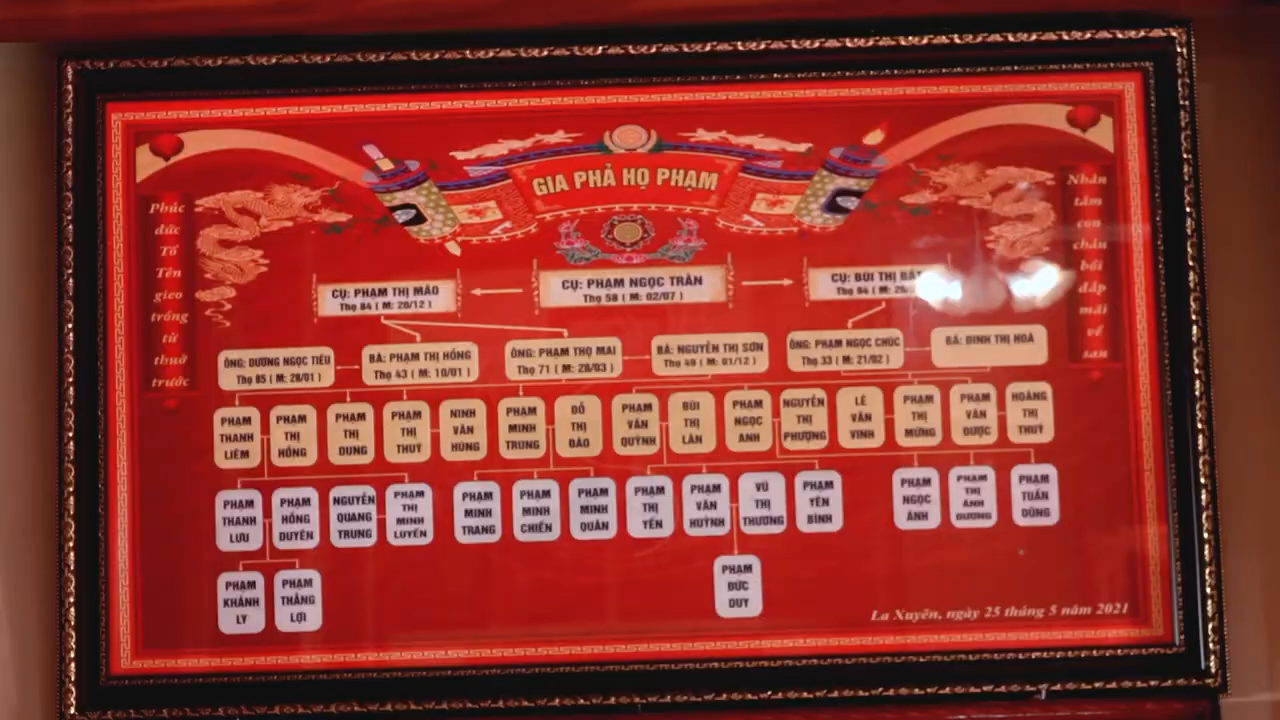 GIA PHẢ HỌ PHẠM
Phúc
đức
Tổ
Tên
gieo
trồng
từ
thuở
trước
Nhân
tâm
con
cháu
bồi
đắp
mãi
về
sau
CỤ: PHẠM THỊ MÃO
Thọ 84 ( M: 20/12 )
CỤ: PHẠM NGỌC TRÂN
Thọ 58 ( M: 02/07 )
CỤ: BÙI THỊ
Thọ 94 ( M:
ÔNG: DƯƠNG NGỌC TIÊU
Thọ 85 ( M: 28/01 )
BÀ: PHẠM THỊ HỒNG
Thọ 43 ( M: 10/01 )
ÔNG: PHẠM THỌ MAI
Thọ 71 ( M: 28/03 )
BÀ: NGUYỄN THỊ SƠN
Thọ 49 ( M: 01/12 )
ÔNG: PHẠM NGỌC CHÚC
Thọ 33 ( M: 21/02 )
BÀ: ĐINH THỊ HOÀ
PHẠM
THANH
LIÊM
PHẠM
THỊ
HỒNG
PHẠM
THỊ
DUNG
PHẠM
THỊ
THUÝ
NINH
VĂN
HÙNG
PHẠM
MINH
TRUNG
ĐỖ
THỊ
ĐÀO
PHẠM
VĂN
QUỲNH
BÙI
THỊ
LÂN
PHẠM
NGỌC
ANH
NGUYỄN
THỊ
PHƯỢNG
LÊ
VĂN
VINH
PHẠM
THỊ
MỪNG
PHẠM
VĂN
ĐƯỢC
HOÀNG
THỊ
THUÝ
PHẠM
THANH
LƯU
PHẠM
HỒNG
DUYÊN
NGUYỄN
QUANG
TRUNG
PHẠM
THỊ
MINH
LUYẾN
PHẠM
MINH
TRANG
PHẠM
MINH
CHIẾN
PHẠM
MINH
QUÂN
PHẠM
THỊ
YẾN
PHẠM
VĂN
HUỲNH
VŨ
THỊ
THƯƠNG
PHẠM
YÊN
BÌNH
PHẠM
NGỌC
ÁNH
PHẠM
THỊ
ÁNH
DƯƠNG
PHẠM
TUẤN
DŨNG
PHẠM
KHÁNH
LY
PHẠM
THẮNG
LỢI
PHẠM
ĐỨC
DUY
La Xuyên, ngày 25 tháng 5 năm 2021